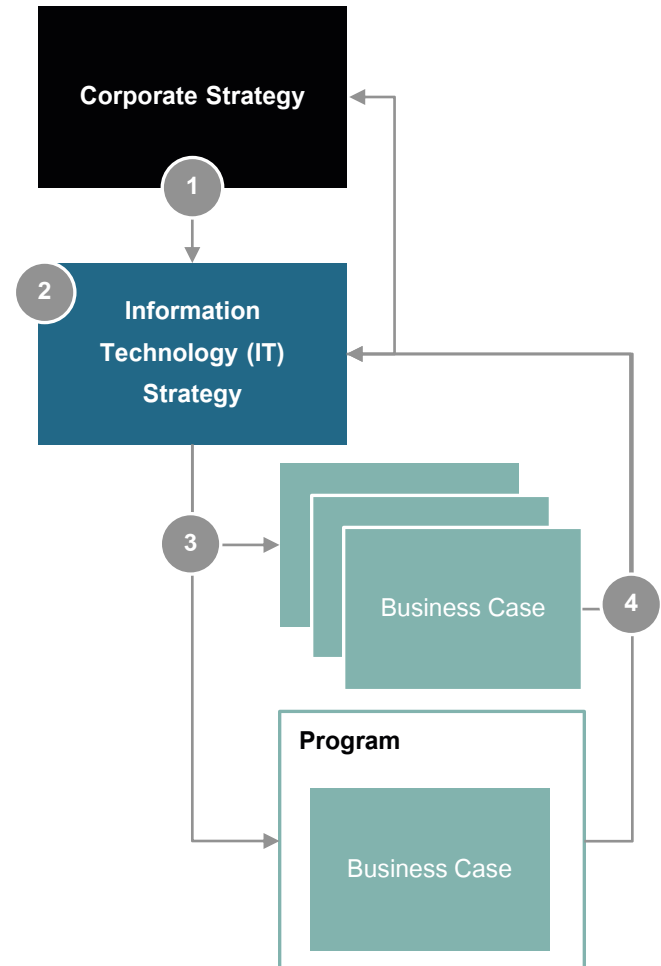 Corporate Strategy
1
2
Information
Technology (IT)
Strategy
3
Business Case
4
Program
Business Case